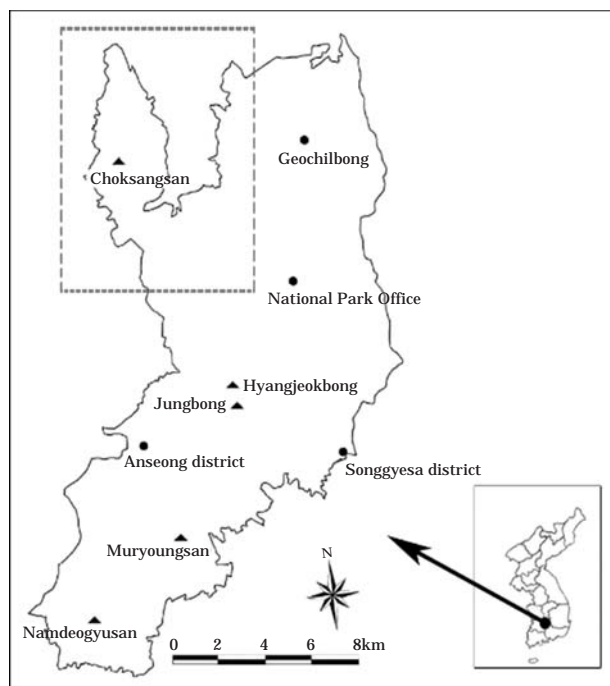 Geochilbong
Choksangsan
National Park Office
Hyangjeokbong
Jungbong
Anseong district
Songgyesa district
Muryoungsan
N
Namdeogyusan
0 2 4 6 8km